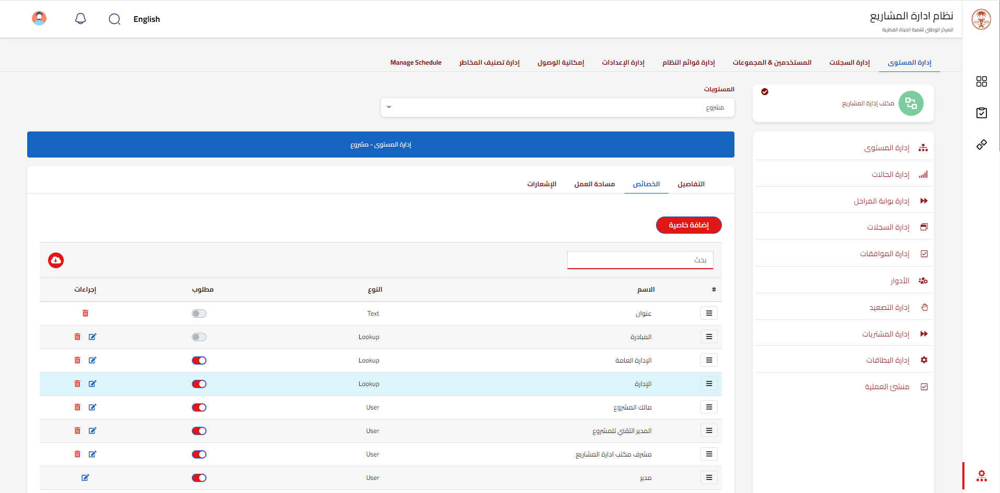 نظام ادارة المشاريع
المركز الوطني لتنمية الحياة الفطرية
English
إدارة المستوى
إدارة السجلات
المستخدمين & المجموعات
إدارة قوائم النظام
إدارة الإعدادات
إمكانية الوصول
إدارة تصنيف المخاطر
Manage Schedule
مكتب إدارة المشاريع
إدارة المستوى
إدارة الحالات
إدارة بوابة المراحل
إدارة السجلات
إدارة الموافقات
الأدوار
إدارة التصعيد
إدارة المشتريات
إدارة البطاقات
منشئ العملية
المستويات
مشروع
إدارة المستوى - مشروع
التفاصيل
الخصائص
مساحة العمل
الإشعارات
إضافة خاصية
بحث
# الاسم النوع مطلوب إجراءات
عنوان Text
المبادرة Lookup
الإدارة العامة Lookup
الإدارة Lookup
مالك المشروع User
المدير التقني للمشروع User
مشرف مكتب ادارة المشاريع User
مدير User